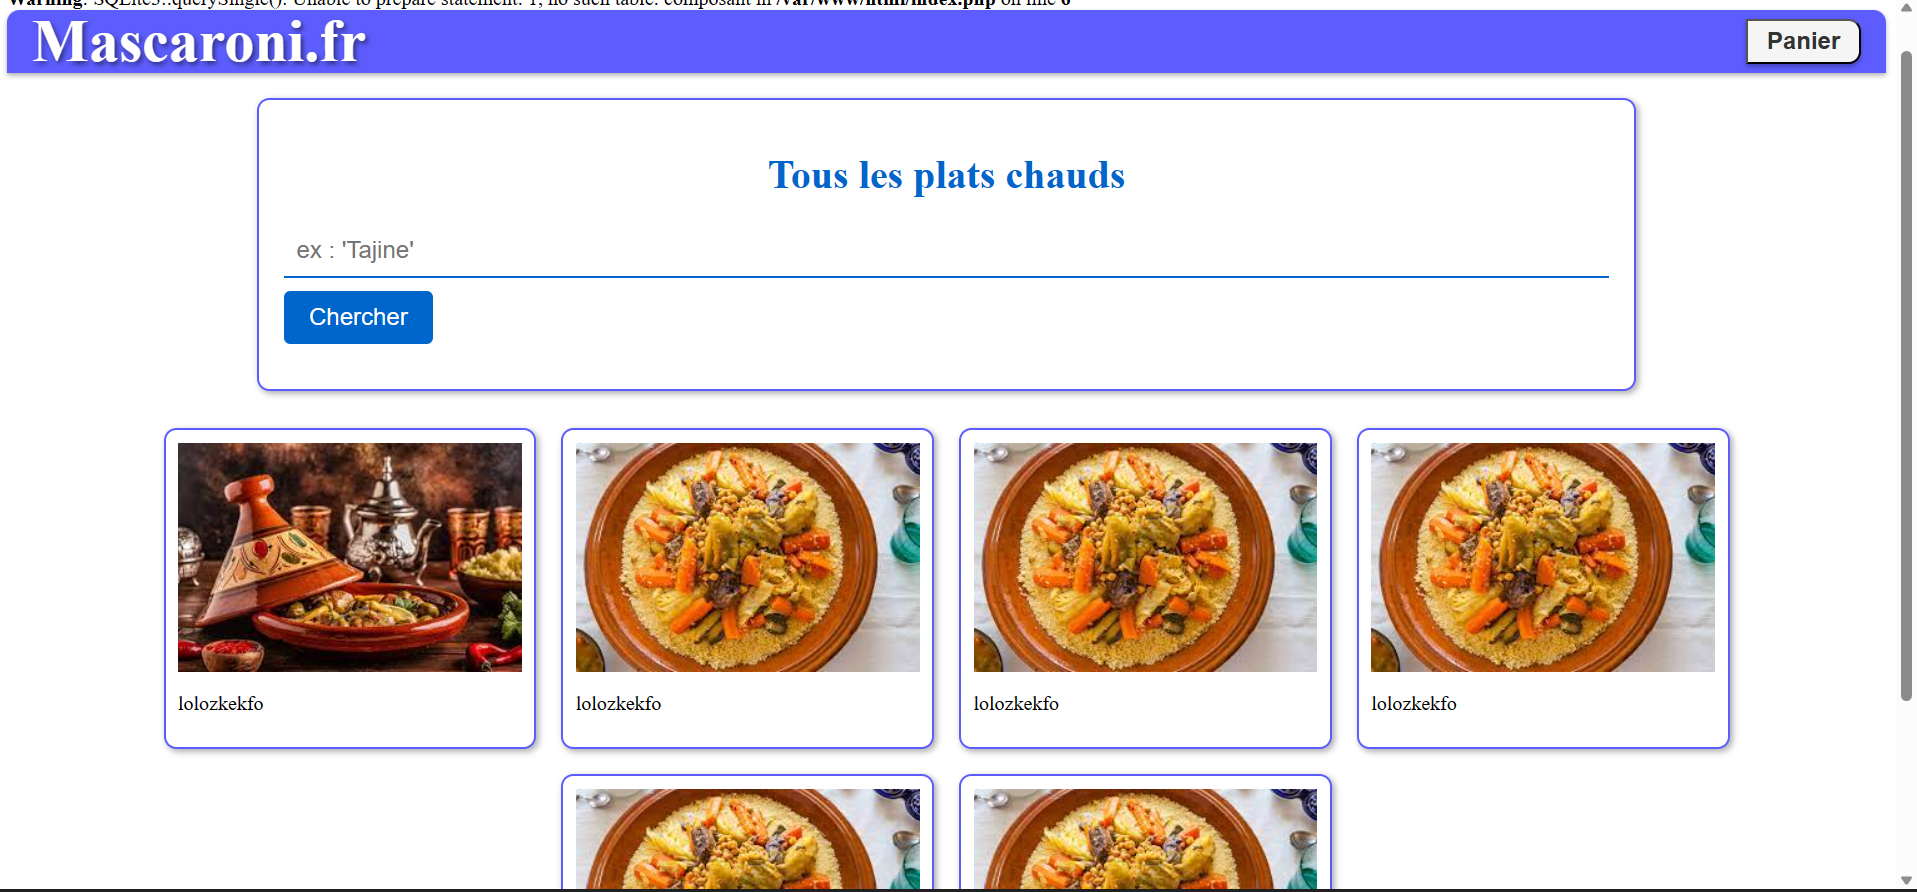 Warning: SQLite3::querySingle(): Unable to prepare statement: 1, no such table: composant in /var/www/html/index.php on line 6
Mascaroni.fr
Panier
Tous les plats chauds
ex : 'Tajine'
Chercher
lolozkekfo
lolozkekfo
lolozkekfo
lolozkekfo